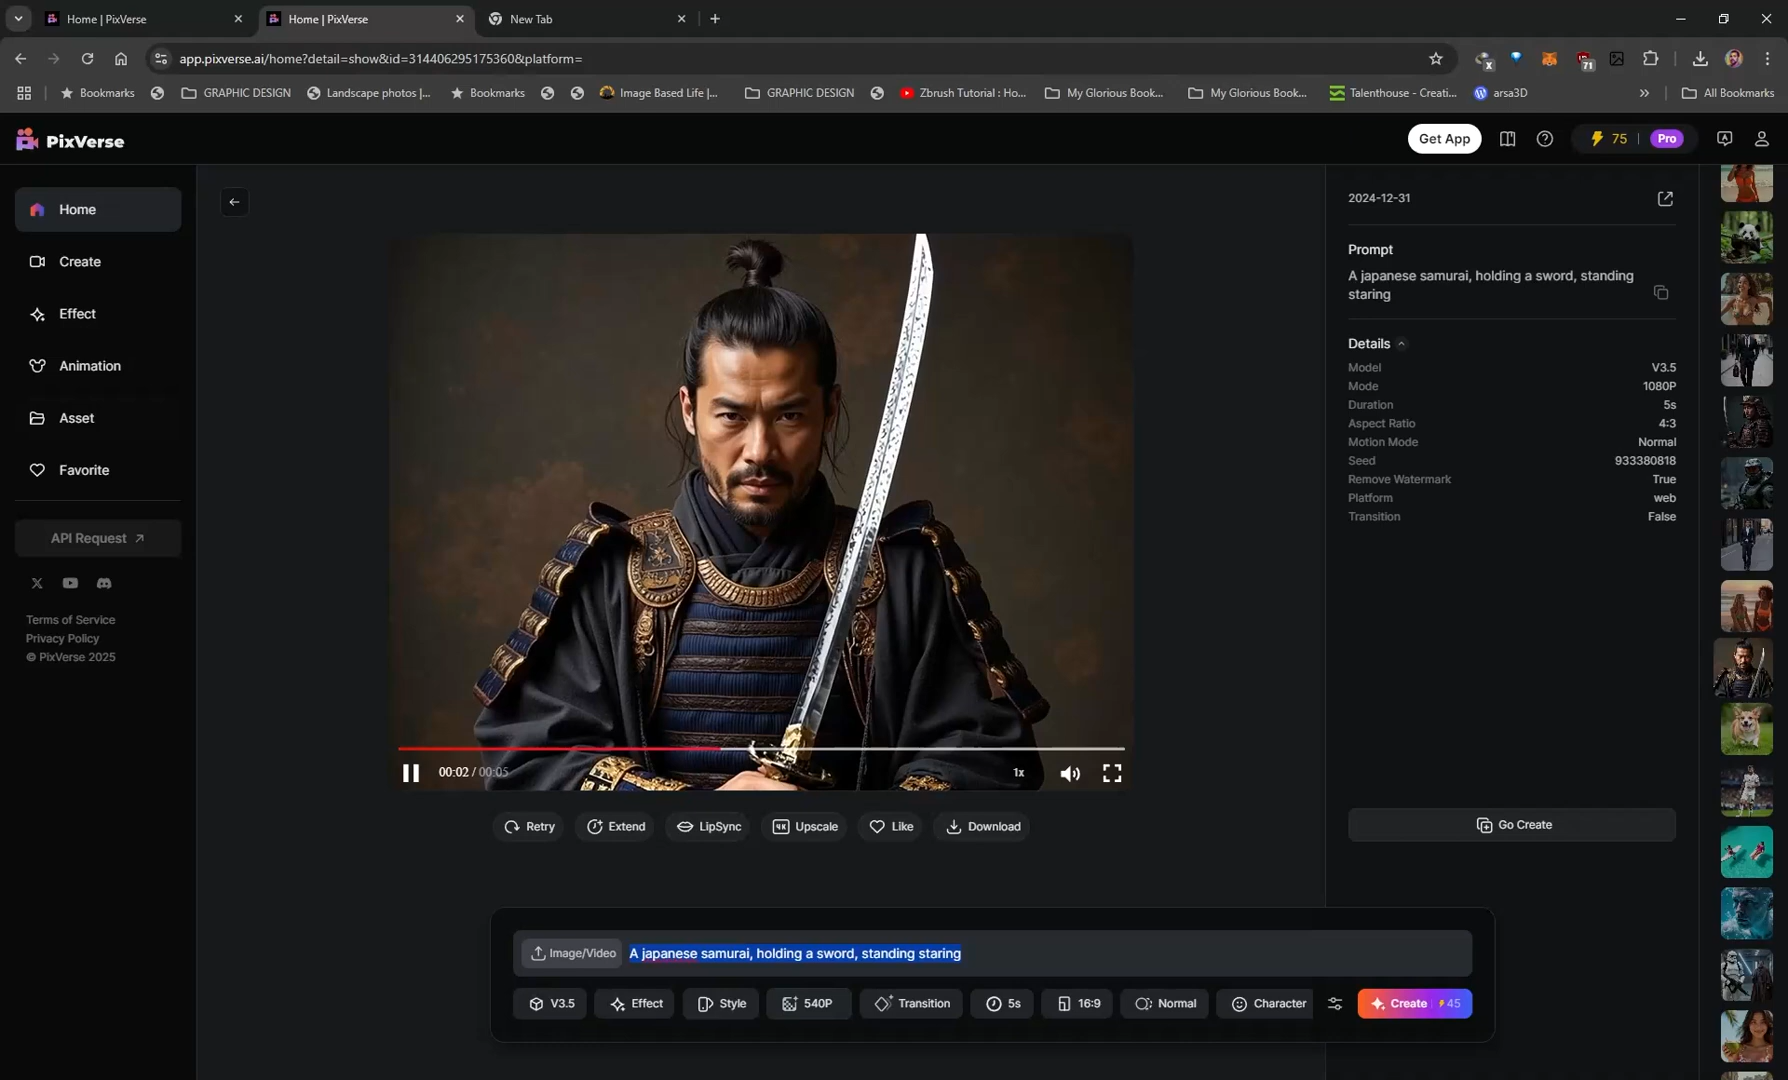 Home | PixVerse
Home | PixVerse
New Tab
app.pixverse.ai/home?detail=show&id=314406295175360&platform=
X
71
Bookmarks
GRAPHIC DESIGN
Landscape photos |...
Bookmarks
Image Based Life |...
GRAPHIC DESIGN
Zbrush Tutorial : Ho...
My Glorious Book...
My Glorious Book...
Talenthouse - Creati...
arsa3D
All Bookmarks
PixVerse
Get App
75
Pro
Home
Create
Effect
Animation
Asset
Favorite
API Request
Terms of Service
Privacy Policy
© PixVerse 2025
00:02 / 00:05
1x
Retry
Extend
LipSync
4K Upscale
Like
Download
2024-12-31
Prompt
A japanese samurai, holding a sword, standing
staring
Details
Model V3.5
Mode 1080P
Duration 5s
Aspect Ratio 4:3
Motion Mode Normal
Seed 933380818
Remove Watermark True
Platform web
Transition False
Go Create
Image/Video A japanese samurai, holding a sword, standing staring
V3.5
Effect
Style
540P
Transition
5s
16:9
Normal
Character
Create 45